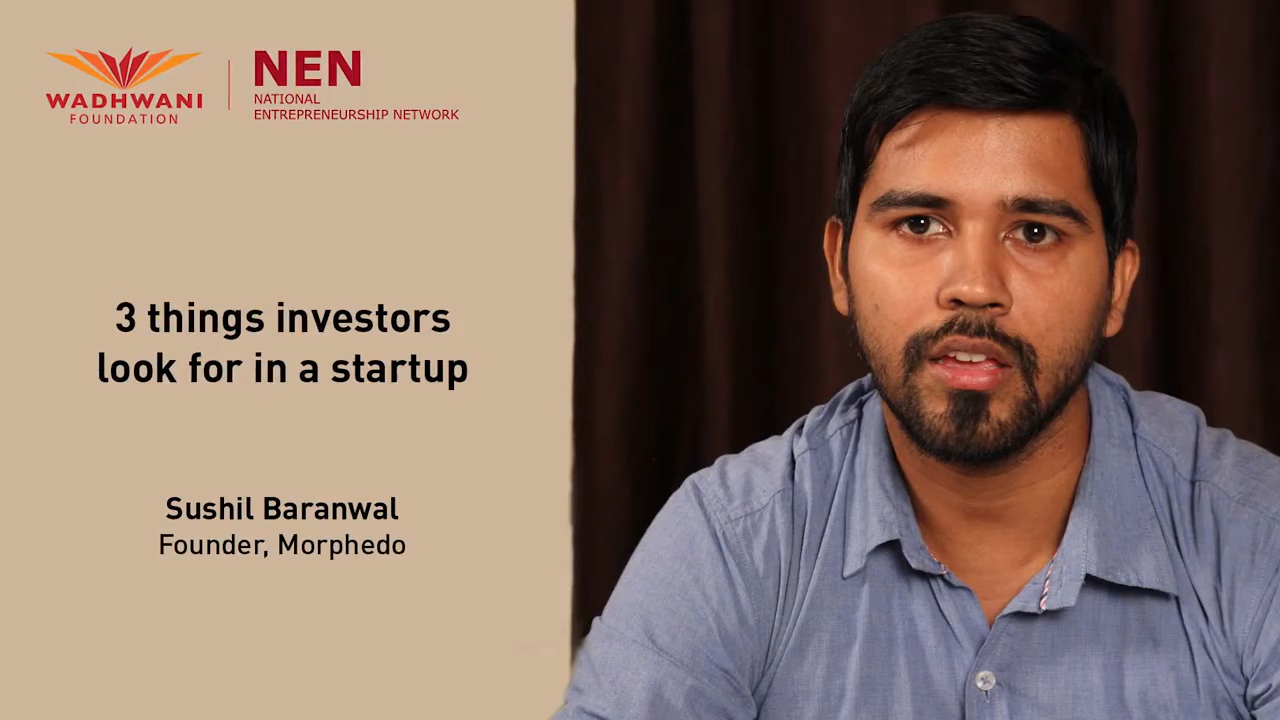 WADHWANI
FOUNDATION
NEN
NATIONAL
ENTREPRENEURSHIP NETWORK
3 things investors
look for in a startup
Sushil Baranwal
Founder, Morphedo